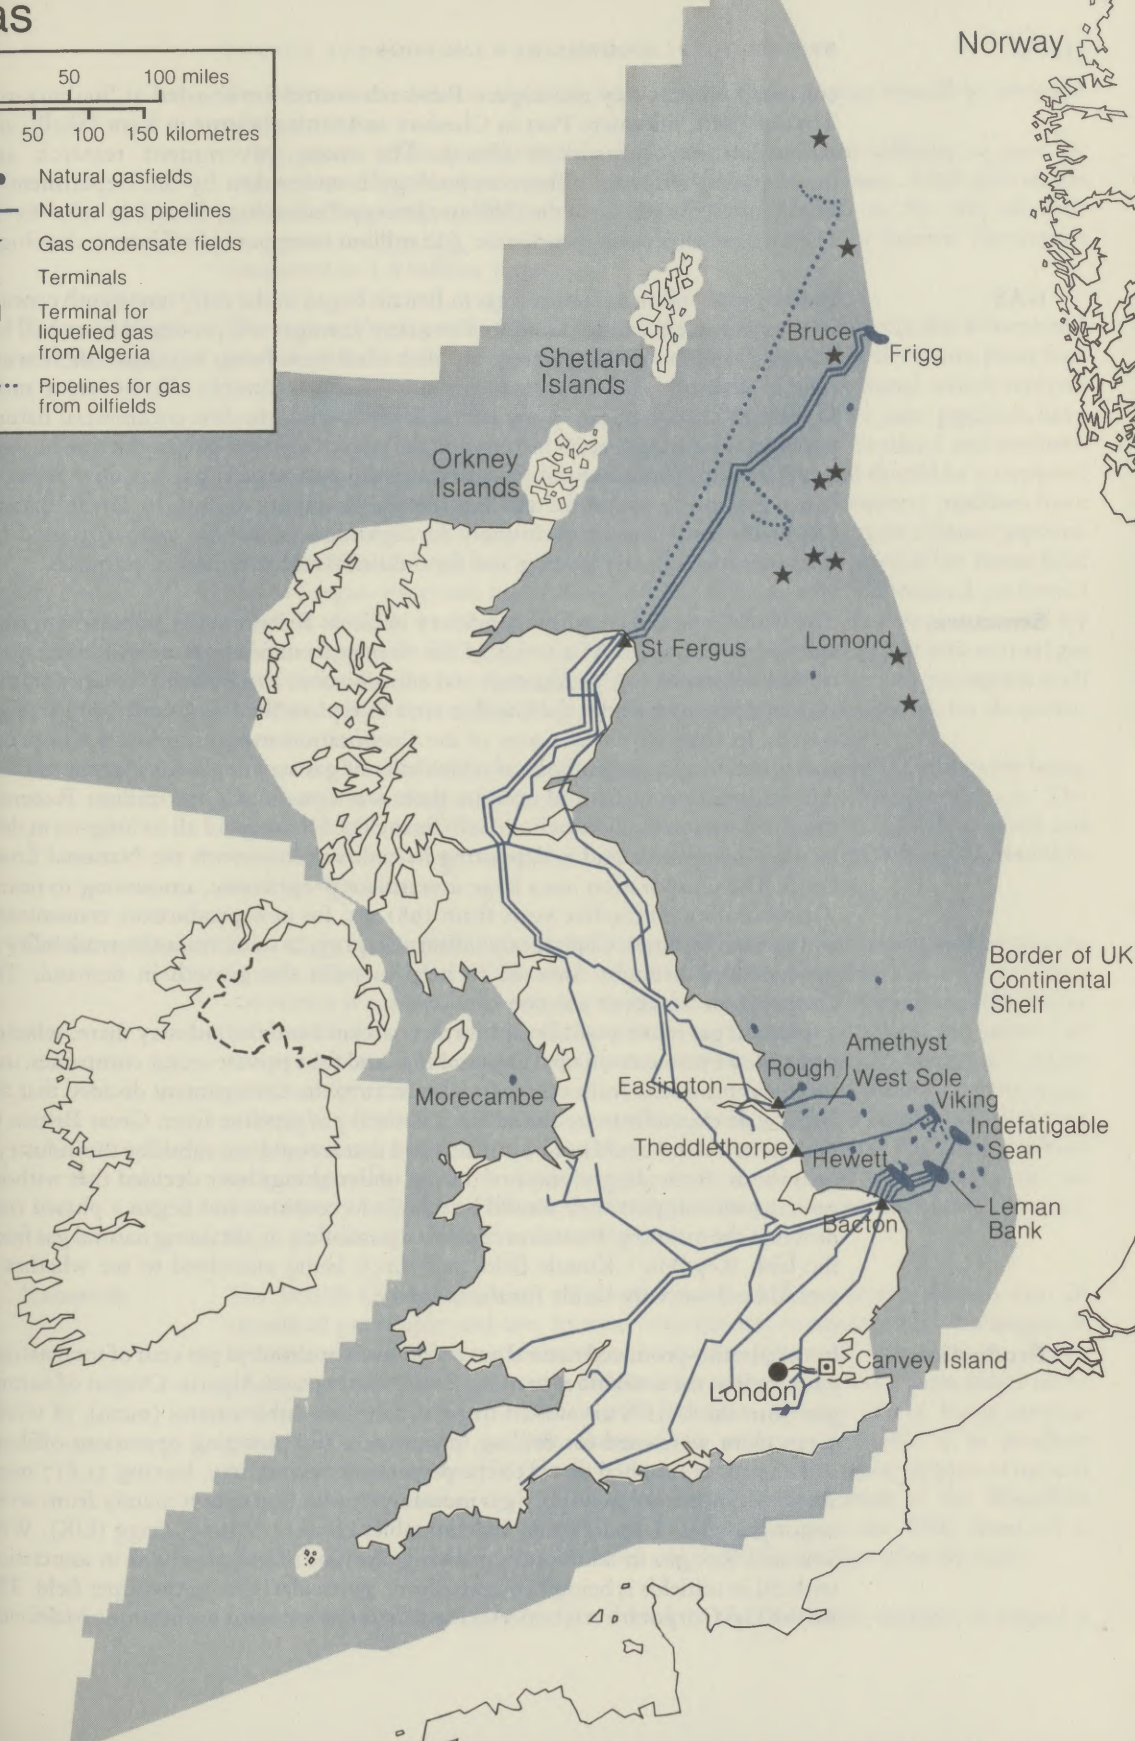 as
50 100 miles
50 100 150 kilometres
Natural gasfields
Natural gas pipelines
Gas condensate fields
Terminals
Terminal for
liquefied gas
from Algeria
Pipelines for gas
from oilfields
Norway
Bruce
Frigg
Shetland
Islands
Orkney
Islands
St. Fergus
Lomond
Border of UK
Continental
Shelf
Amethyst
Rough
West Sole
Easington
Viking
Morecambe
Indefatigable
Sean
Theddlethorpe
Hewett
Leman
Bank
Bacton
Canvey Island
London